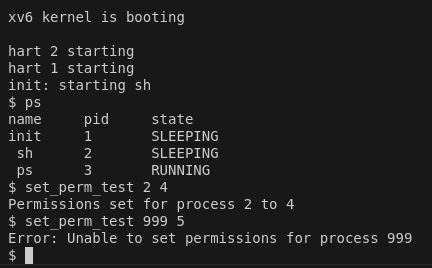 xv6 kernel is booting
hart 2 starting
hart 1 starting
init: starting sh
$ ps
name     pid     state
init     1       SLEEPING
 sh      2       SLEEPING
 ps      3       RUNNING
$ set_perm_test 2 4
Permissions set for process 2 to 4
$ set_perm_test 999 5
Error: Unable to set permissions for process 999
$